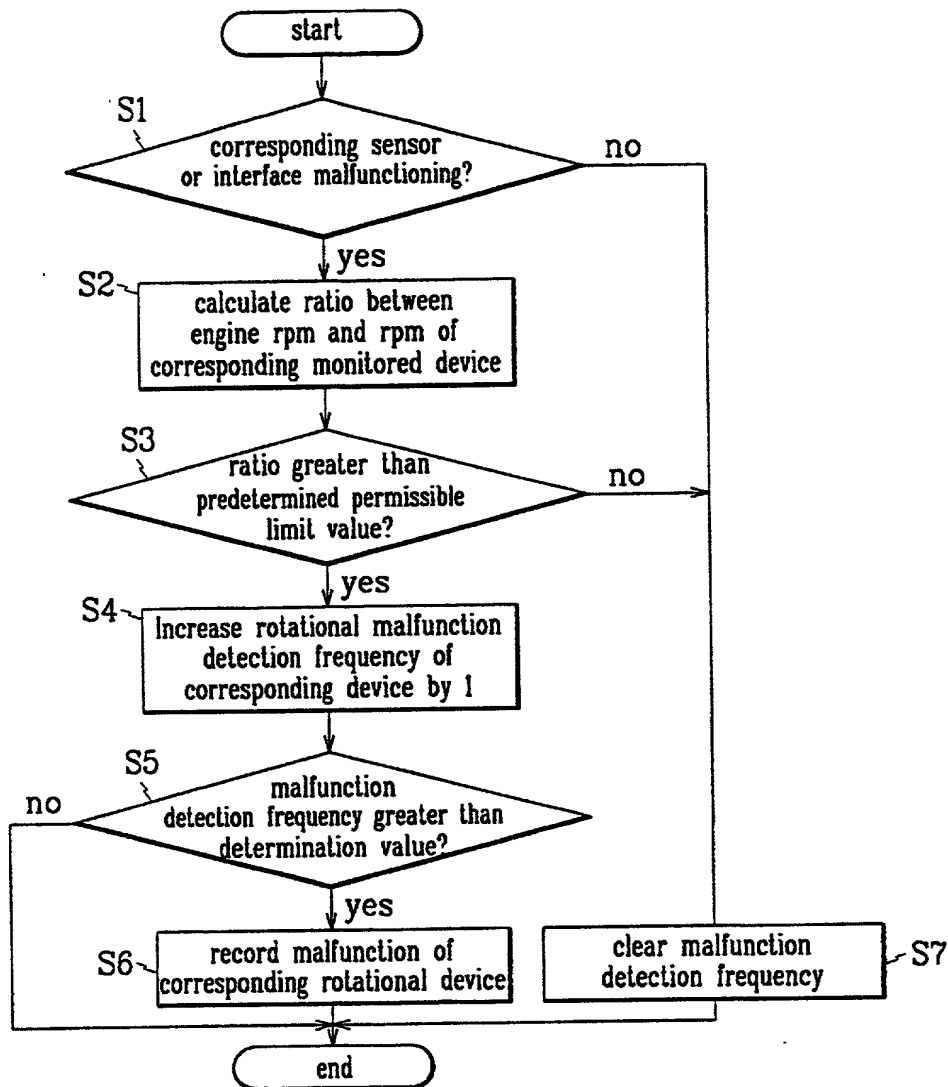 start
S1
corresponding sensor
or interface malfunctioning?
no
yes
S2
calculate ratio between
engine rpm and rpm of
corresponding monitored device
S3
ratio greater than
predetermined permissible
limit value?
no
yes
S4
Increase rotational malfunction
detection frequency of
corresponding device by 1
S5
no
malfunction
detection frequency greater than
determination value?
yes
S6
record malfunction of
corresponding rotational device
clear malfunction
detection frequency
S7
end